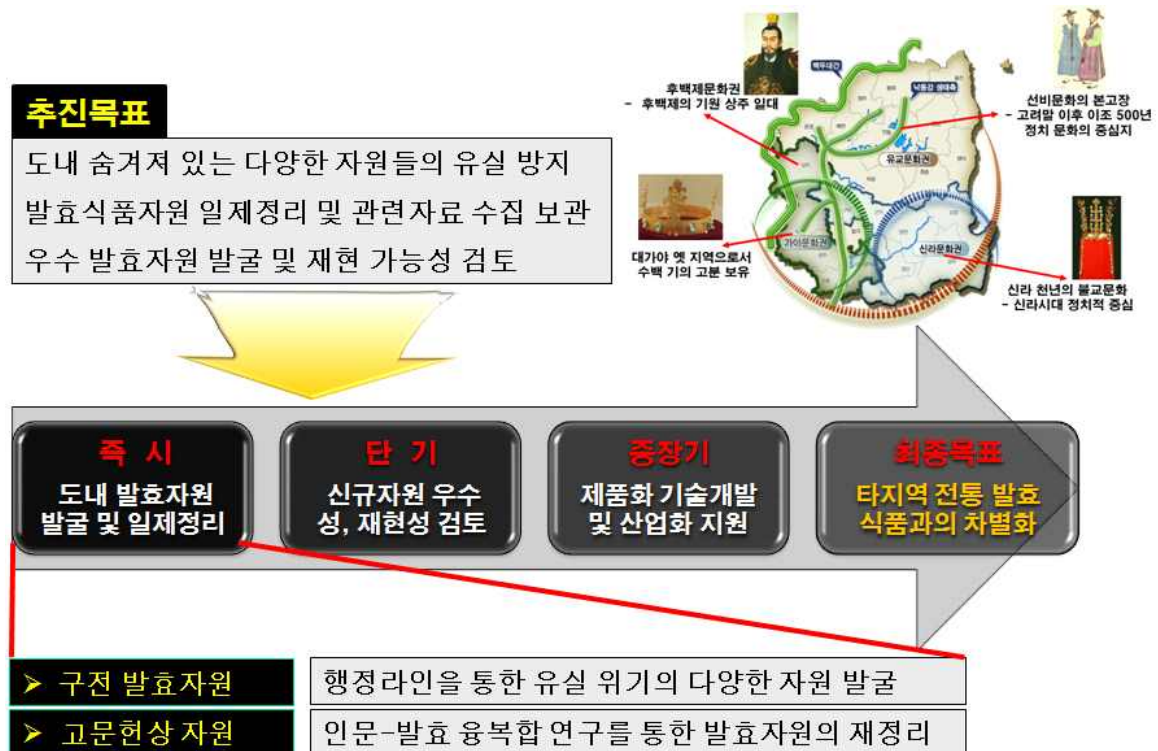 추진목표
도내 숨겨져 있는 다양한 자원들의 유실 방지
발효식품자원 일제정리 및 관련자료 수집 보관
우수 발효자원 발굴 및 재현 가능성 검토
백두대간
낙동강 생태축
후백제문화권
- 후백제의 기원 상주 일대
선비문화의 본고장
- 고려말 이후 이조 500년
정치 문화의 중심지
유교문화권
가야문화권
신라문화권
대가야 옛 지역으로서
수백 기의 고분 보유
신라 천년의 불교문화
- 신라시대 정치적 중심
즉 시
도내 발효자원
발굴 및 일제정리
단 기
신규자원 우수
성, 재현성 검토
중장기
제품화 기술개발
및 산업화 지원
최종목표
타지역 전통 발효
식품과의 차별화
➢ 구전 발효자원
행정라인을 통한 유실 위기의 다양한 자원 발굴
➢ 고문헌상 자원
인문-발효 융복합 연구를 통한 발효자원의 재정리